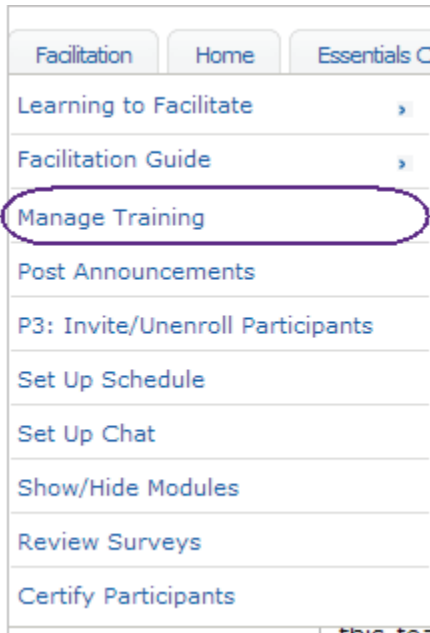 Facilitation Home Essentials
Learning to Facilitate
Facilitation Guide
Manage Training
Post Announcements
P3: Invite/Unenroll Participants
Set Up Schedule
Set Up Chat
Show/Hide Modules
Review Surveys
Certify Participants